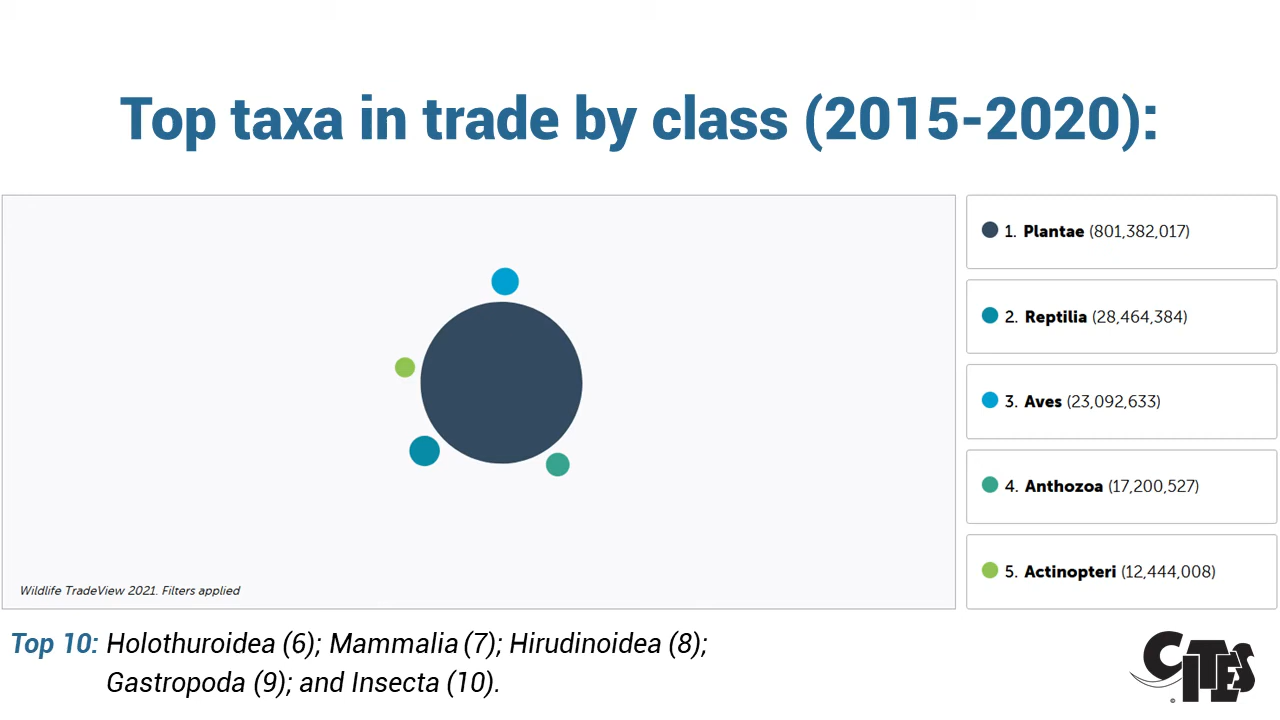 Top taxa in trade by class (2015-2020):
1. Plantae (801,382,017)
2. Reptilia (28,464,384)
3. Aves (23,092,633)
4. Anthozoa (17,200,527)
5. Actinopteri (12,444,008)
Wildlife TradeView 2021. Filters applied
Top 10: Holothuroidea (6); Mammalia (7); Hirudinoidea (8);
Gastropoda (9); and Insecta (10).
CITES
©